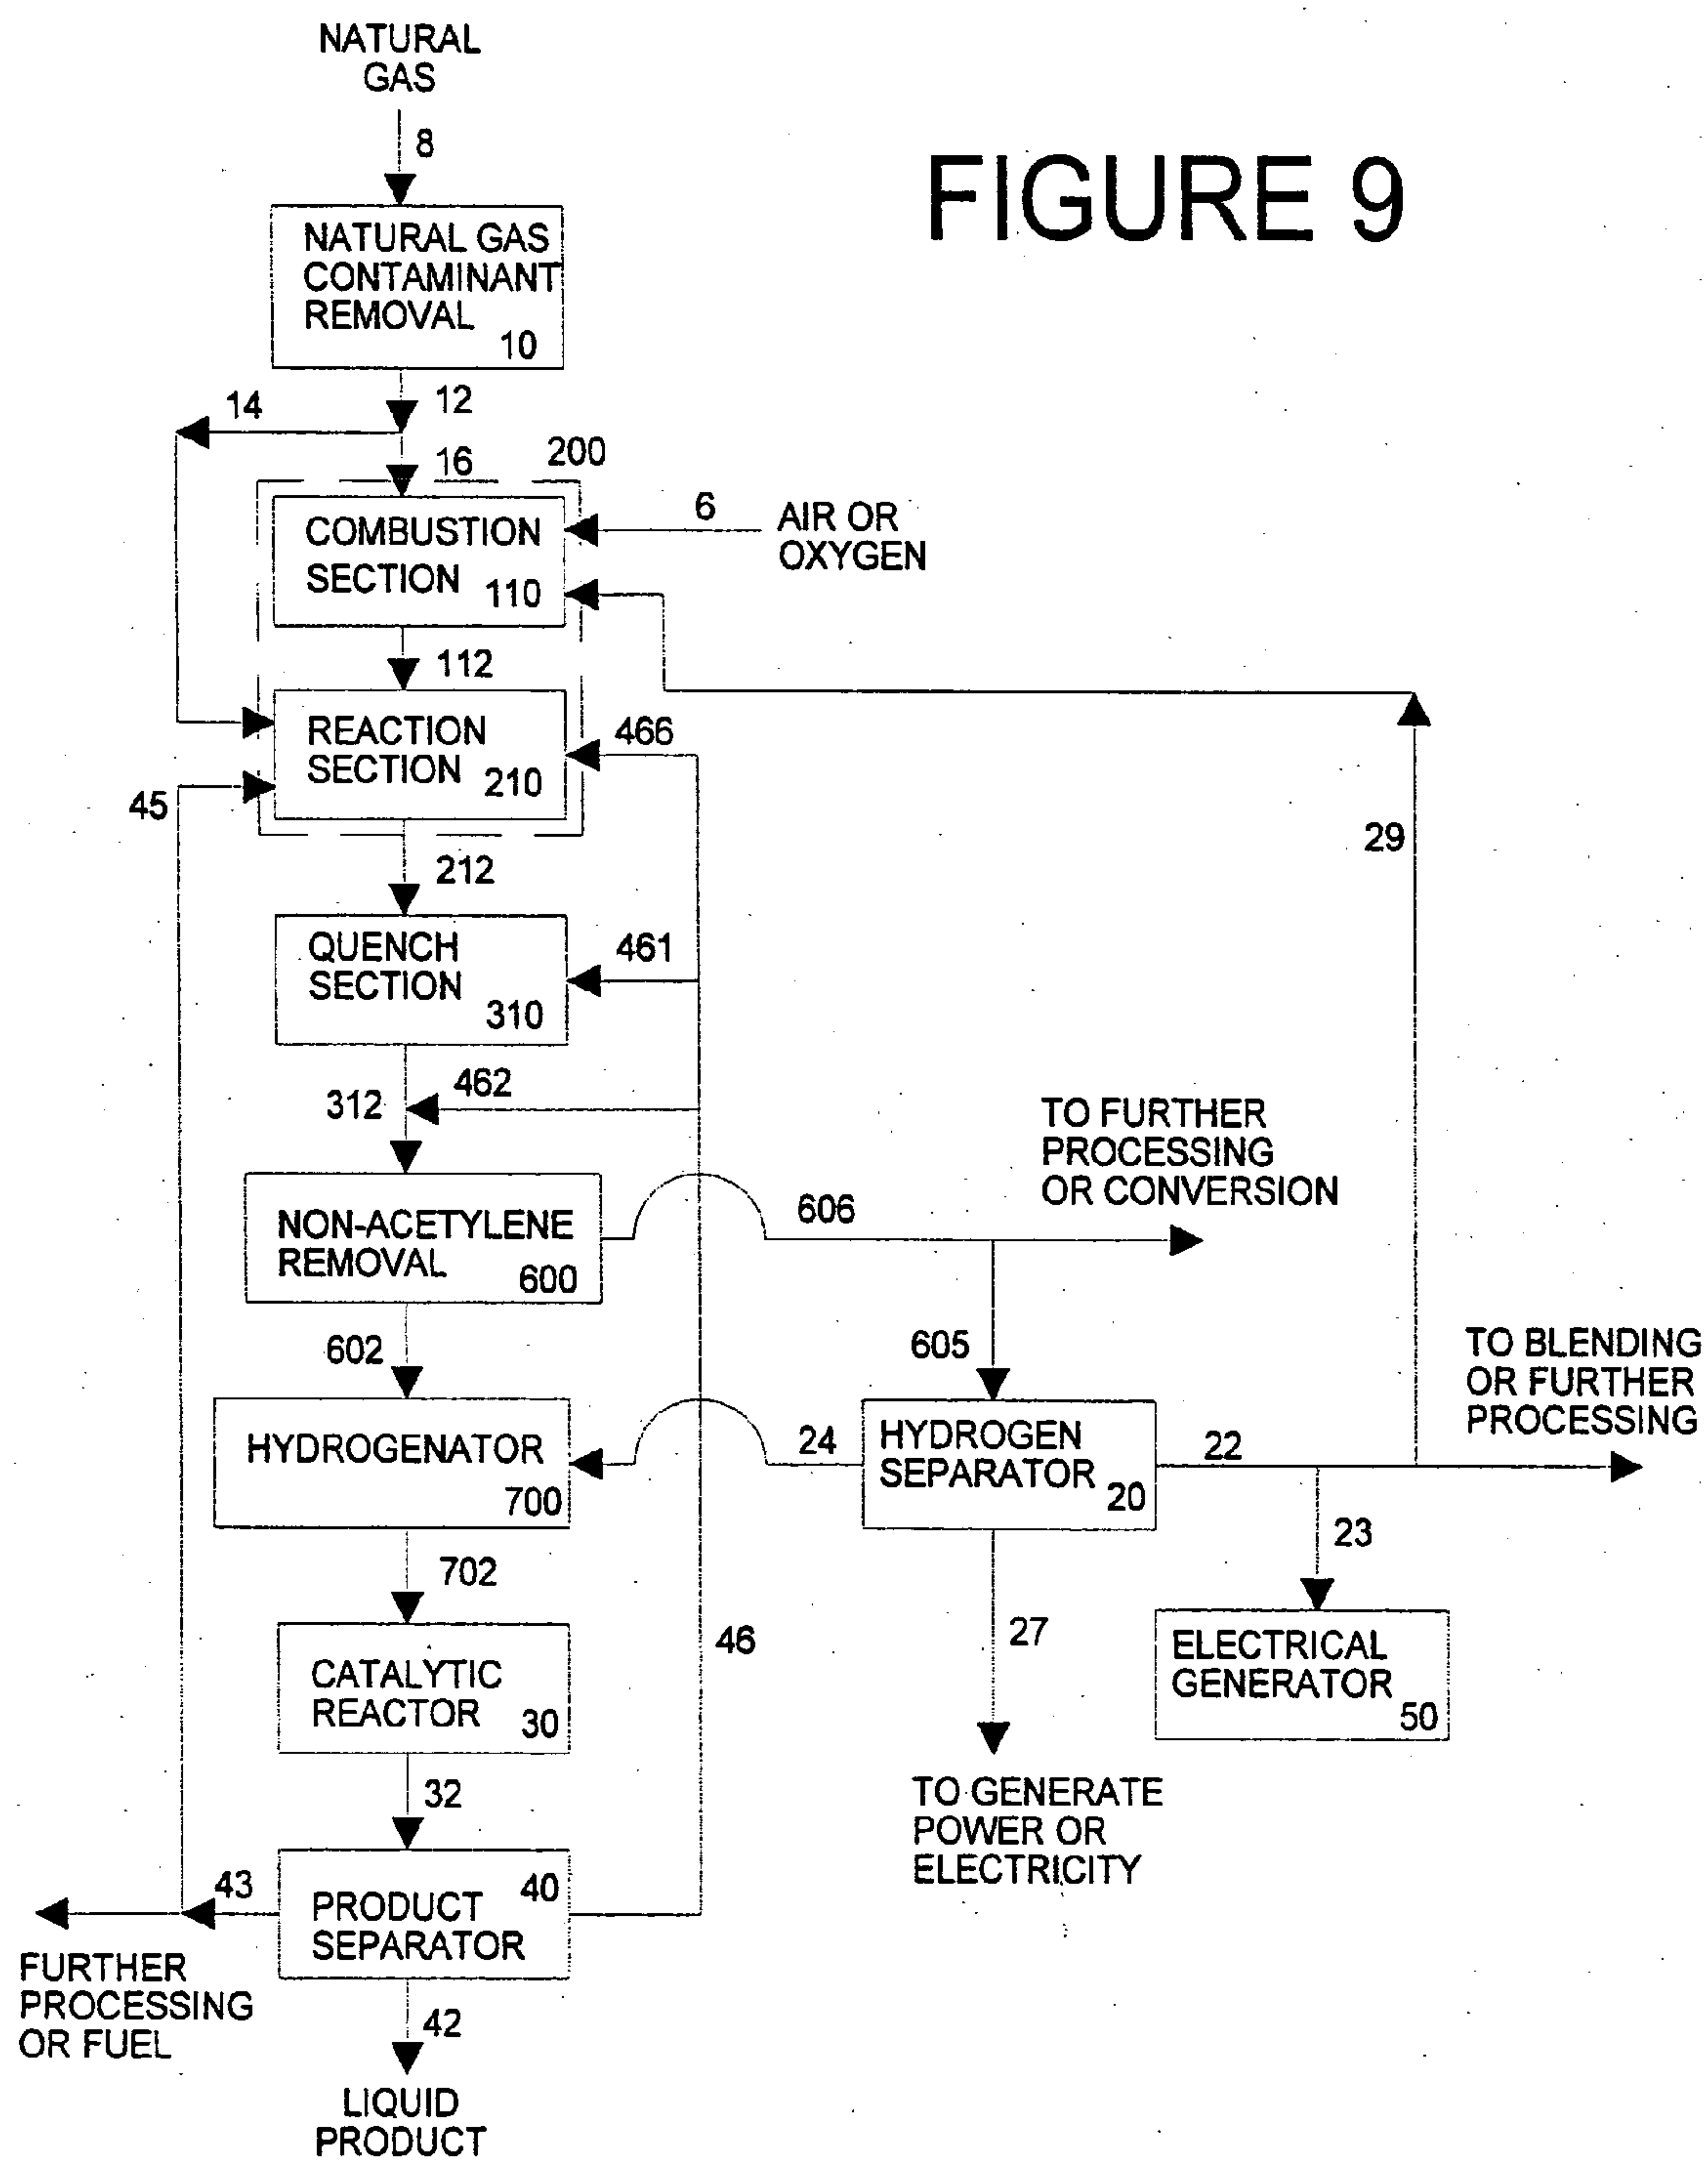 NATURAL
GAS
8
FIGURE 9
NATURAL GAS
CONTAMINANT
REMOVAL
10
12
14
16
200
COMBUSTION
SECTION
110
6
AIR OR
OXYGEN
112
REACTION
SECTION
210
466
45
29
212
QUENCH
SECTION
310
461
462
312
TO FURTHER
PROCESSING
OR CONVERSION
NON-ACETYLENE
REMOVAL
600
606
602
605
TO BLENDING
OR FURTHER
PROCESSING
HYDROGENATOR
700
24
HYDROGEN
SEPARATOR
20
22
23
702
27
46
CATALYTIC
REACTOR
30
ELECTRICAL
GENERATOR
50
32
TO GENERATE
POWER OR
ELECTRICITY
43
40
PRODUCT
SEPARATOR
FURTHER
PROCESSING
OR FUEL
42
LIQUID
PRODUCT